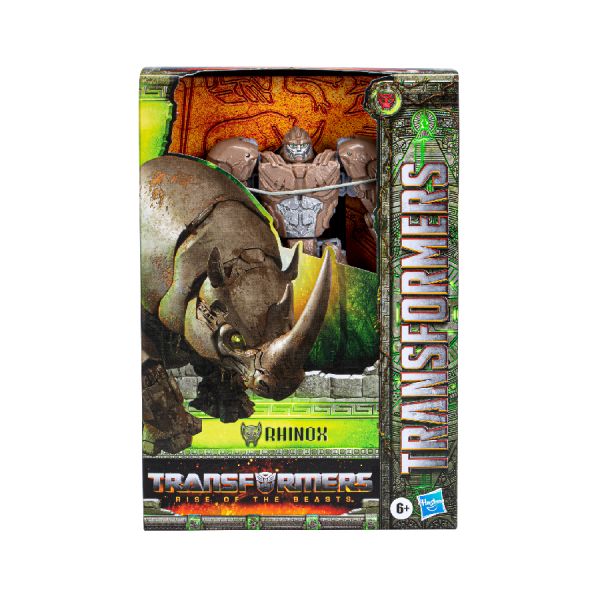 TRANSFORMERS
RHINOX
TRANSFORMERS
RISE OF THE BEASTS
6+
Hasbro